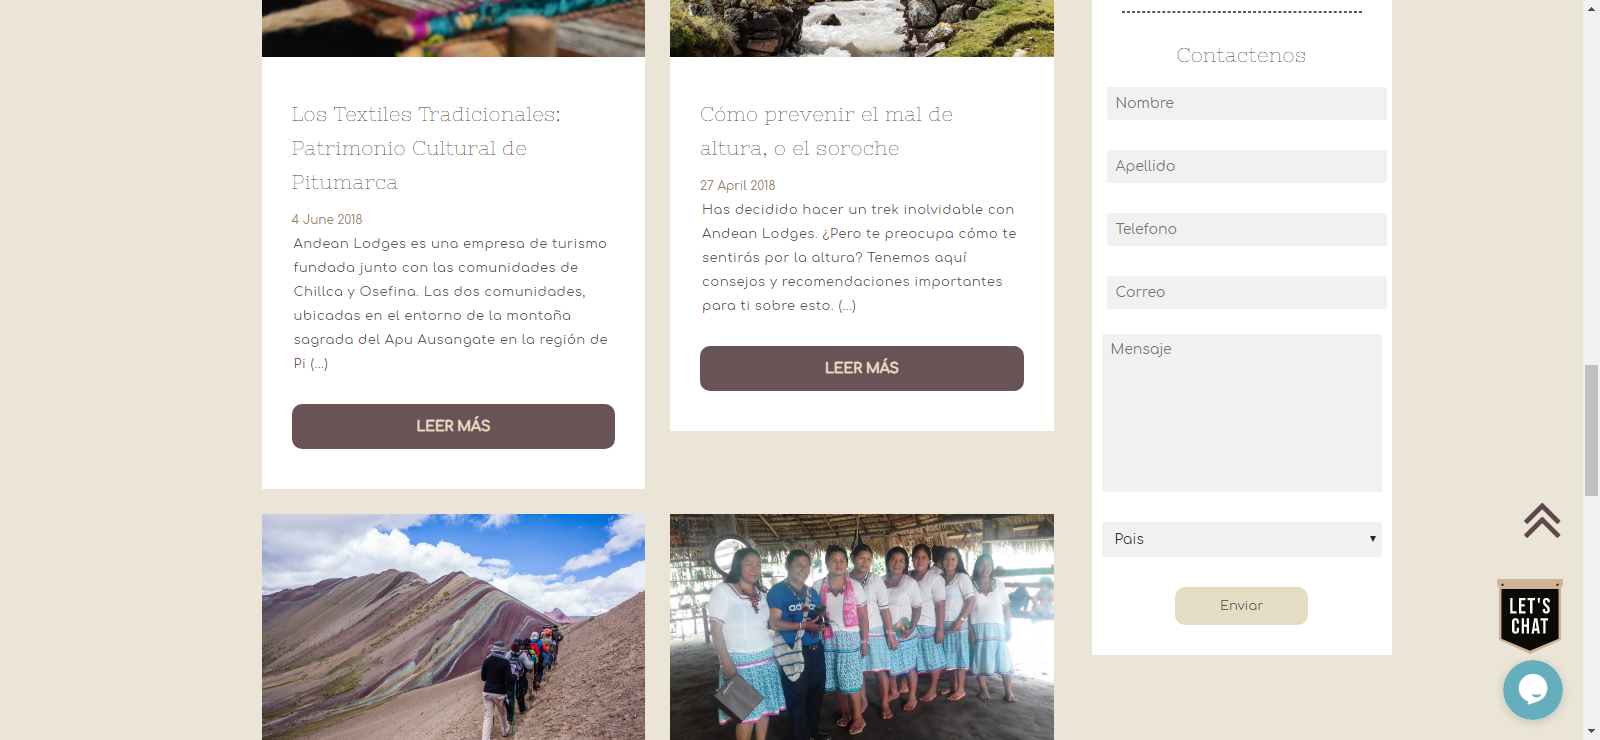 Los Textiles Tradicionales:
Patrimonio Cultural de
Pitumarca
4 June 2018
Andean Lodges es una empresa de turismo
fundada junto con las comunidades de
Chillca y Osefina. Las dos comunidades,
ubicadas en el entorno de la montaña
sagrada del Apu Ausangate en la región de
Pi (...)
LEER MÁS
Cómo prevenir el mal de
altura, o el soroche
27 April 2018
Has decidido hacer un trek inolvidable con
Andean Lodges. ¿Pero te preocupa cómo te
sentirás por la altura? Tenemos aquí
consejos y recomendaciones importantes
para ti sobre esto. (...)
LEER MÁS
Contactenos
Nombre
Apellido
Telefono
Correo
Mensaje
Pais
Enviar
LET'S
CHAT